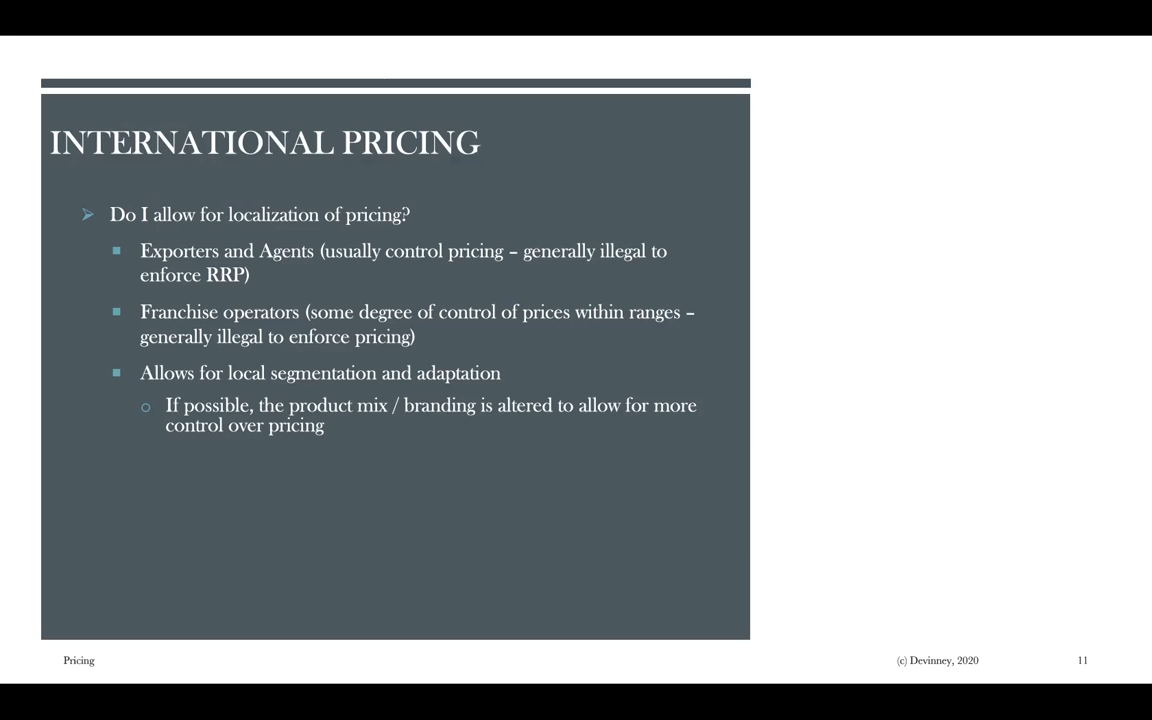 INTERNATIONAL PRICING
Do I allow for localization of pricing?
Exporters and Agents (usually control pricing – generally illegal to
enforce RRP)
Franchise operators (some degree of control of prices within ranges –
generally illegal to enforce pricing)
Allows for local segmentation and adaptation
If possible, the product mix / branding is altered to allow for more
control over pricing
Pricing
(c) Devinney, 2020
11